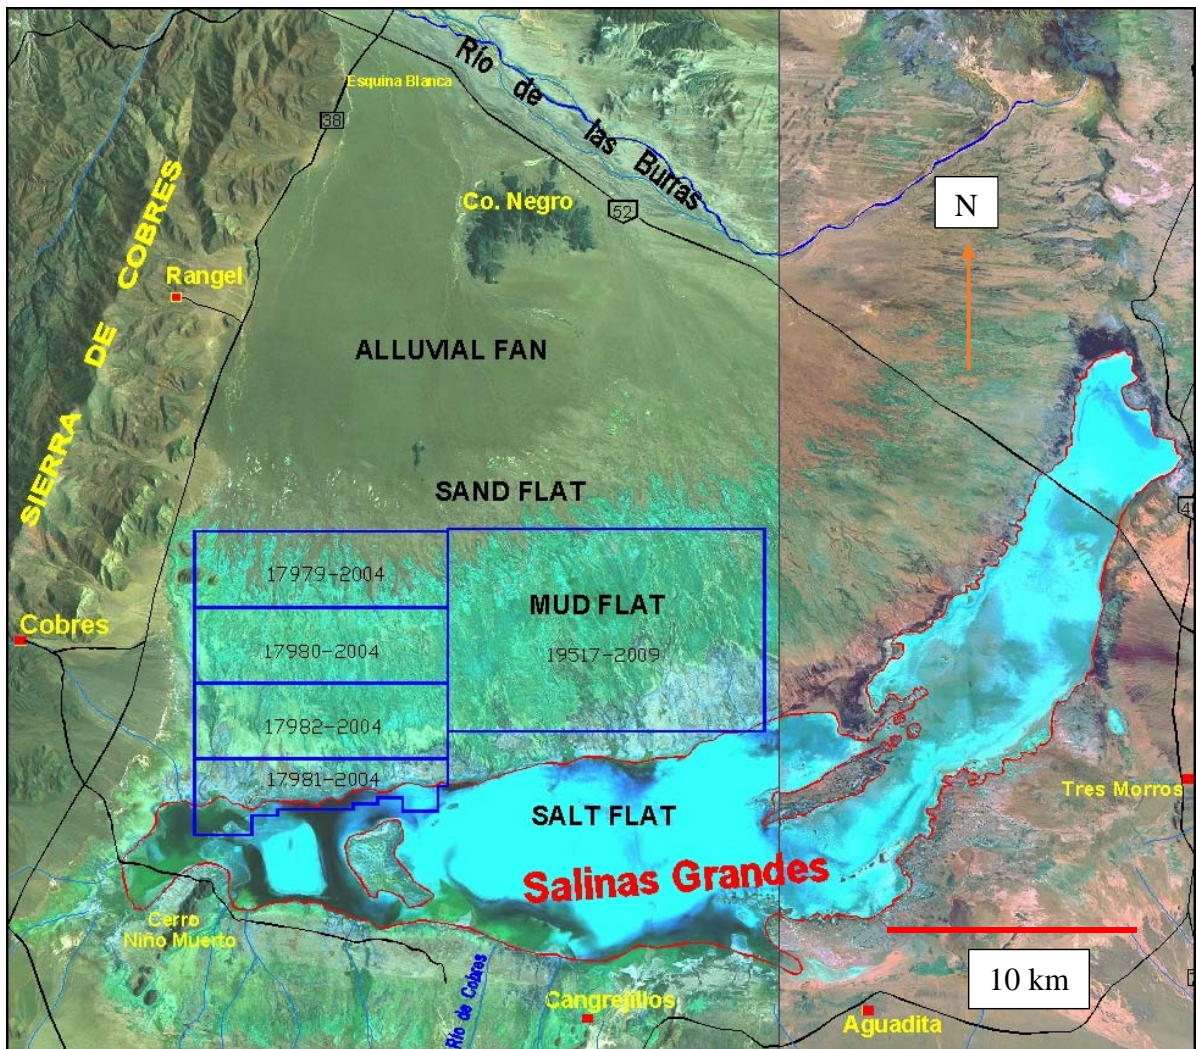 Río de las Burras
Esquina Blanca
38
Co. Negro
52
N
SIERRA DE COBRES
Rangel
ALLUVIAL FAN
SAND FLAT
17979-2004
MUD FLAT
Cobres
17980-2004
19517-2009
17982-2004
17981-2004
Tres Morros
SALT FLAT
Salinas Grandes
Cerro
Niño Muerto
Río de Cobras
10 km
Cangrejillos
Aguadita